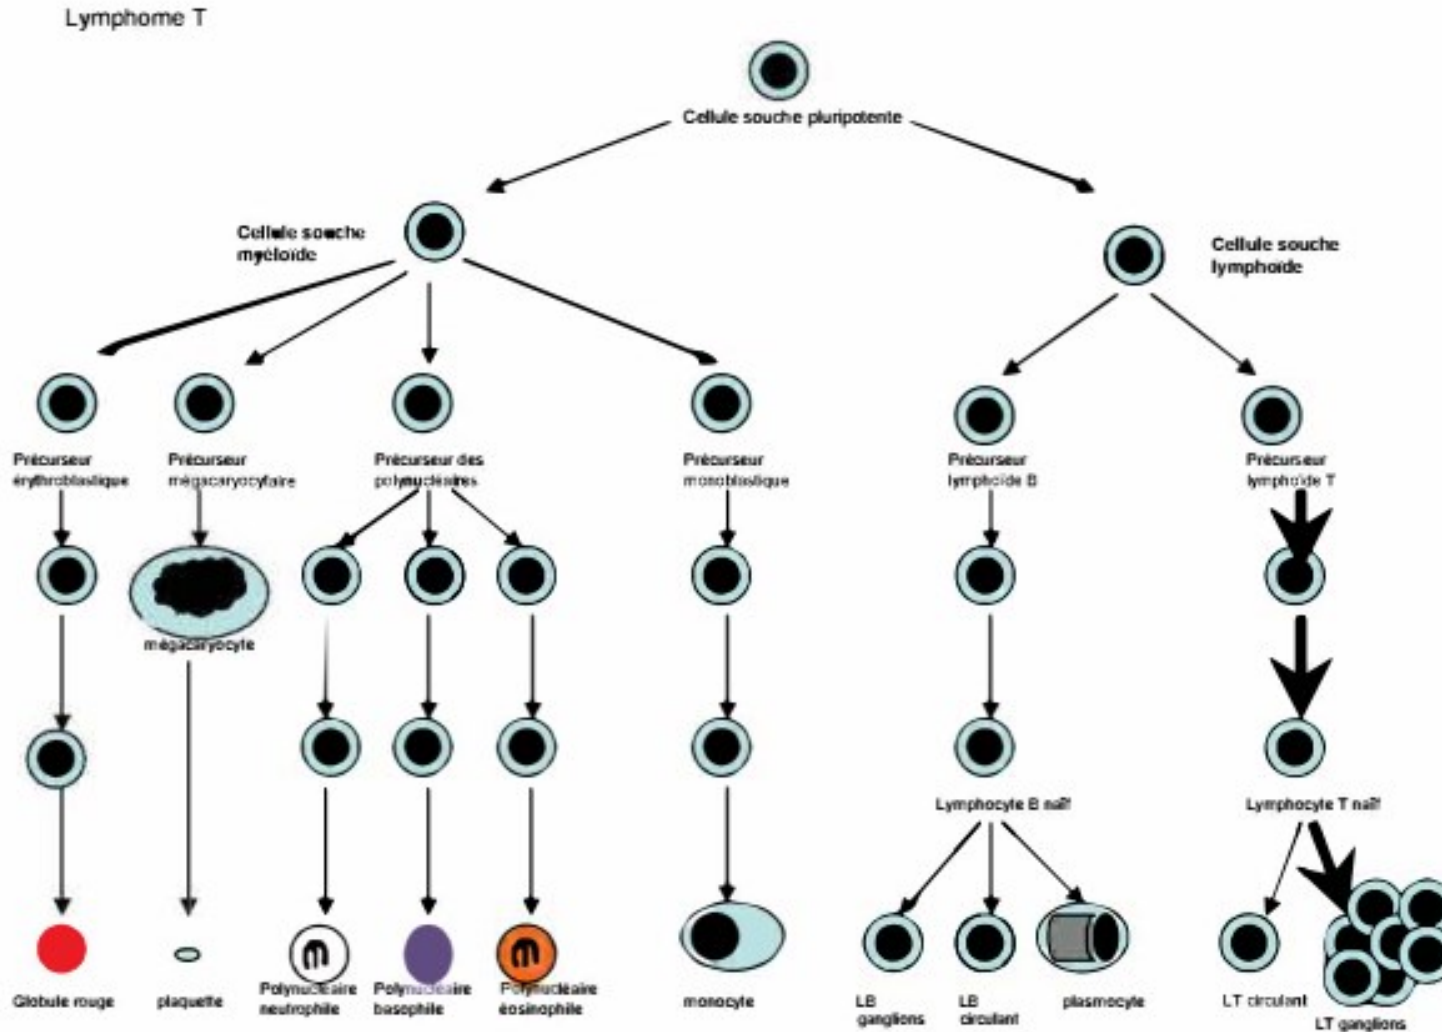 Lymphome T
Cellule souche pluripotente
Cellule souche
myéloïde
Cellule souche
lymphoïde
Précurseur
érythroblastique
Précurseur
mégacaryocytaire
Précurseur des
polynucléaires
Précurseur
monoblastique
Précurseur
lymphoïde B
Précurseur
lymphoïde T
mégacaryocyte
Lymphocyte B naïf
Lymphocyte T naïf
Globule rouge
plaquette
Polynucléaire
neutrophile
Polynucléaire
basophile
Polynucléaire
éosinophile
monocyte
LB
ganglions
LB
circulant
plasmocyte
LT circulant
LT ganglions